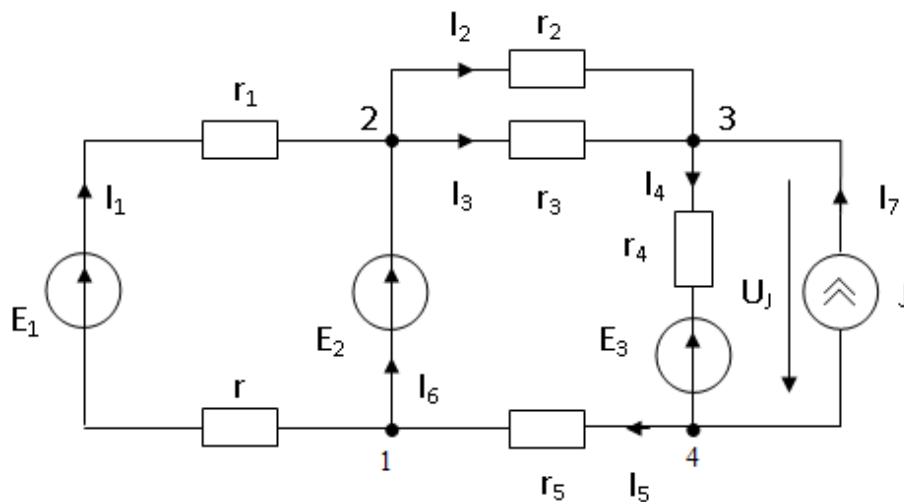 I₂ r₂
r₁ 2 3
I₁ I₃ r₃ I₄ I₇
r₄
E₁ E₂ E₃ Uⱼ J
r I₆
1 r₅ I₅ 4